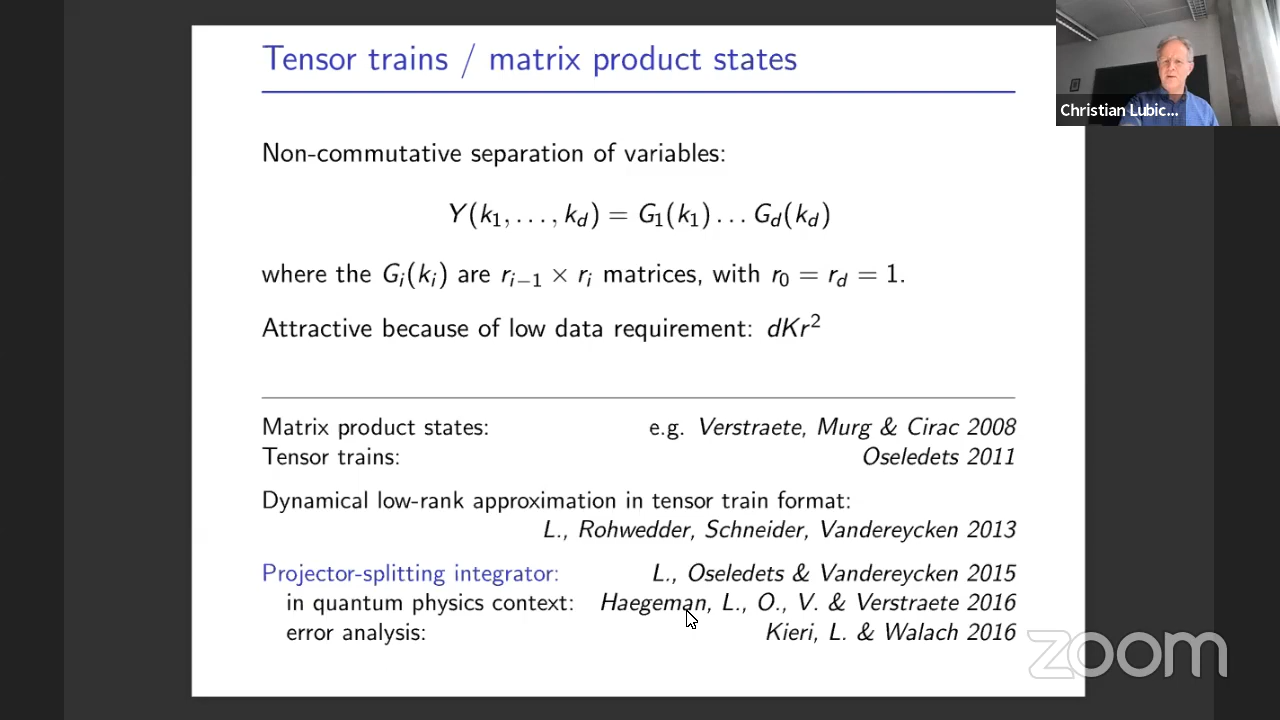 Tensor trains / matrix product states
Christian Lubic...
Non-commutative separation of variables:
Y(k₁, . . . , k_d) = G₁(k₁) . . . G_d(k_d)
where the Gᵢ(kᵢ) are rᵢ₋₁ × rᵢ matrices, with r₀ = r_d = 1.
Attractive because of low data requirement: dKr²
Matrix product states: e.g. Verstraete, Murg & Cirac 2008
Tensor trains: Oseledets 2011
Dynamical low-rank approximation in tensor train format:
L., Rohwedder, Schneider, Vandereycken 2013
Projector-splitting integrator: L., Oseledets & Vandereycken 2015
in quantum physics context: Haegeman, L., O., V. & Verstraete 2016
error analysis: Kieri, L. & Walach 2016
zoom